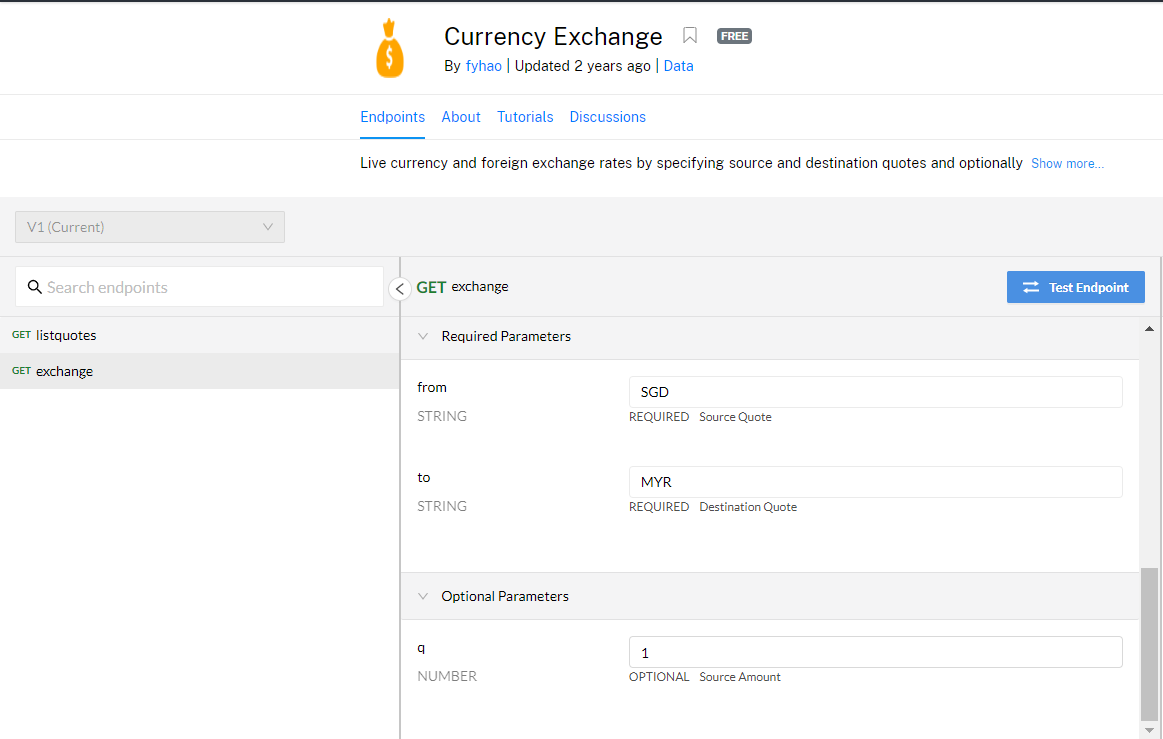 Currency Exchange FREE
By fyhao | Updated 2 years ago | Data
Endpoints About Tutorials Discussions
Live currency and foreign exchange rates by specifying source and destination quotes and optionally Show more...
V1 (Current)
Search endpoints
GET listquotes
GET exchange
GET exchange
Test Endpoint
Required Parameters
from
SGD
STRING
REQUIRED Source Quote
to
MYR
STRING
REQUIRED Destination Quote
Optional Parameters
q
1
NUMBER
OPTIONAL Source Amount